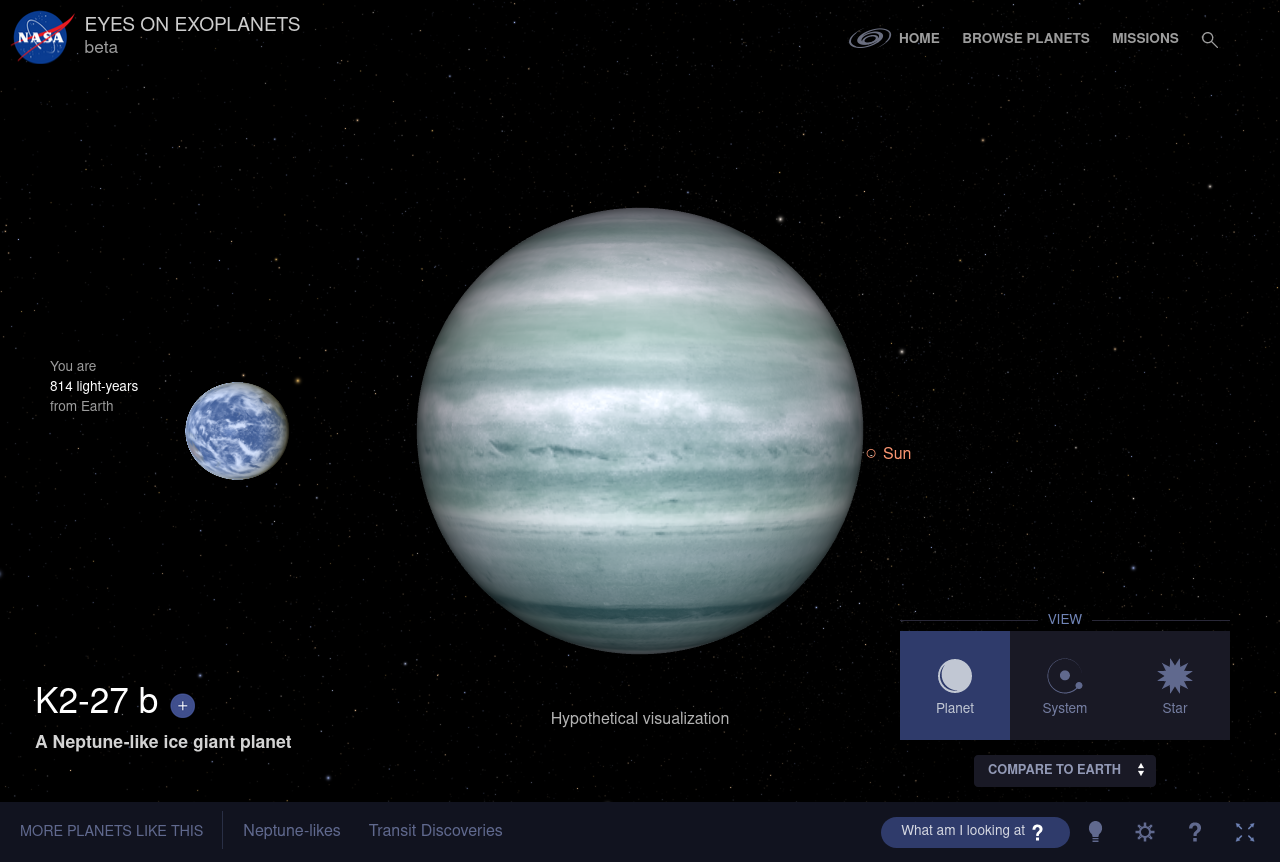 NASA
EYES ON EXOPLANETS
beta
HOME
BROWSE PLANETS
MISSIONS
You are
814 light-years
from Earth
Sun
VIEW
Planet
System
Star
K2-27 b +
A Neptune-like ice giant planet
Hypothetical visualization
COMPARE TO EARTH
MORE PLANETS LIKE THIS
Neptune-likes
Transit Discoveries
What am I looking at ?
?